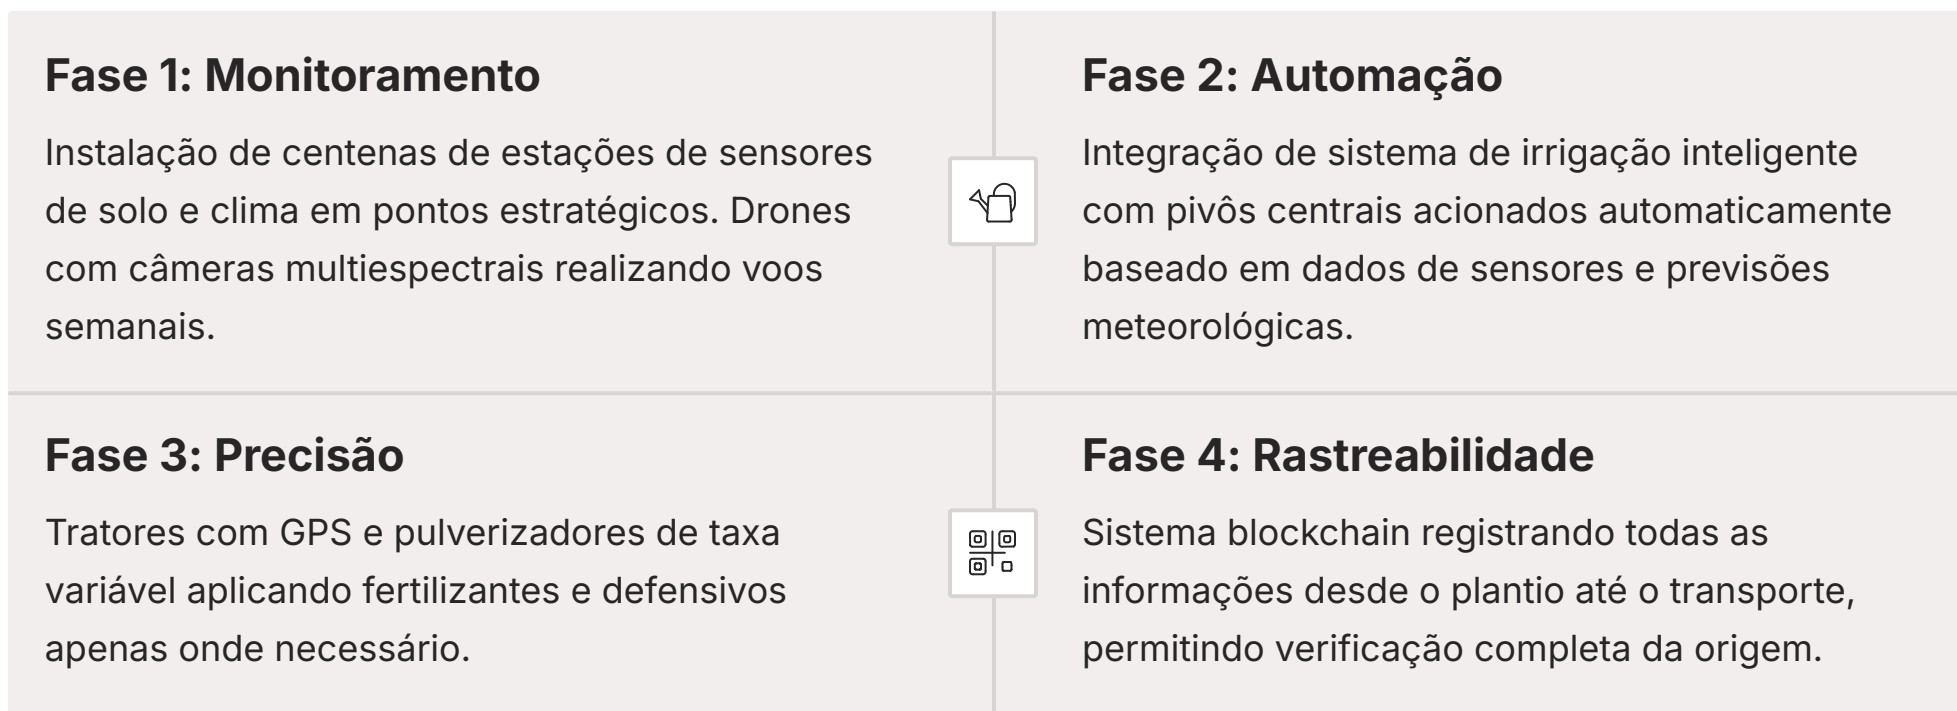 Fase 1: Monitoramento
Instalação de centenas de estações de sensores
de solo e clima em pontos estratégicos. Drones
com câmeras multiespectrais realizando voos
semanais.
Fase 2: Automação
Integração de sistema de irrigação inteligente
com pivôs centrais acionados automaticamente
baseado em dados de sensores e previsões
meteorológicas.
Fase 3: Precisão
Tratores com GPS e pulverizadores de taxa
variável aplicando fertilizantes e defensivos
apenas onde necessário.
Fase 4: Rastreabilidade
Sistema blockchain registrando todas as
informações desde o plantio até o transporte,
permitindo verificação completa da origem.